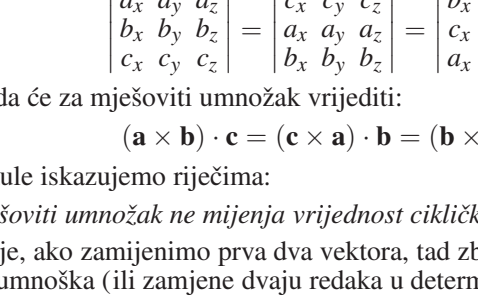 | a_x a_y a_z | | c_x c_y c_z | | b_x
| b_x b_y b_z | = | a_x a_y a_z | = | c_x
| c_x c_y c_z | | b_x b_y b_z | | a_x
da će za mješoviti umnožak vrijediti:
(a × b) · c = (c × a) · b = (b ×
ule iskazujemo riječima:
šoviti umnožak ne mijenja vrijednost cikličk
je, ako zamijenimo prva dva vektora, tad zb
umnoška (ili zamjene dvaju redaka u determ